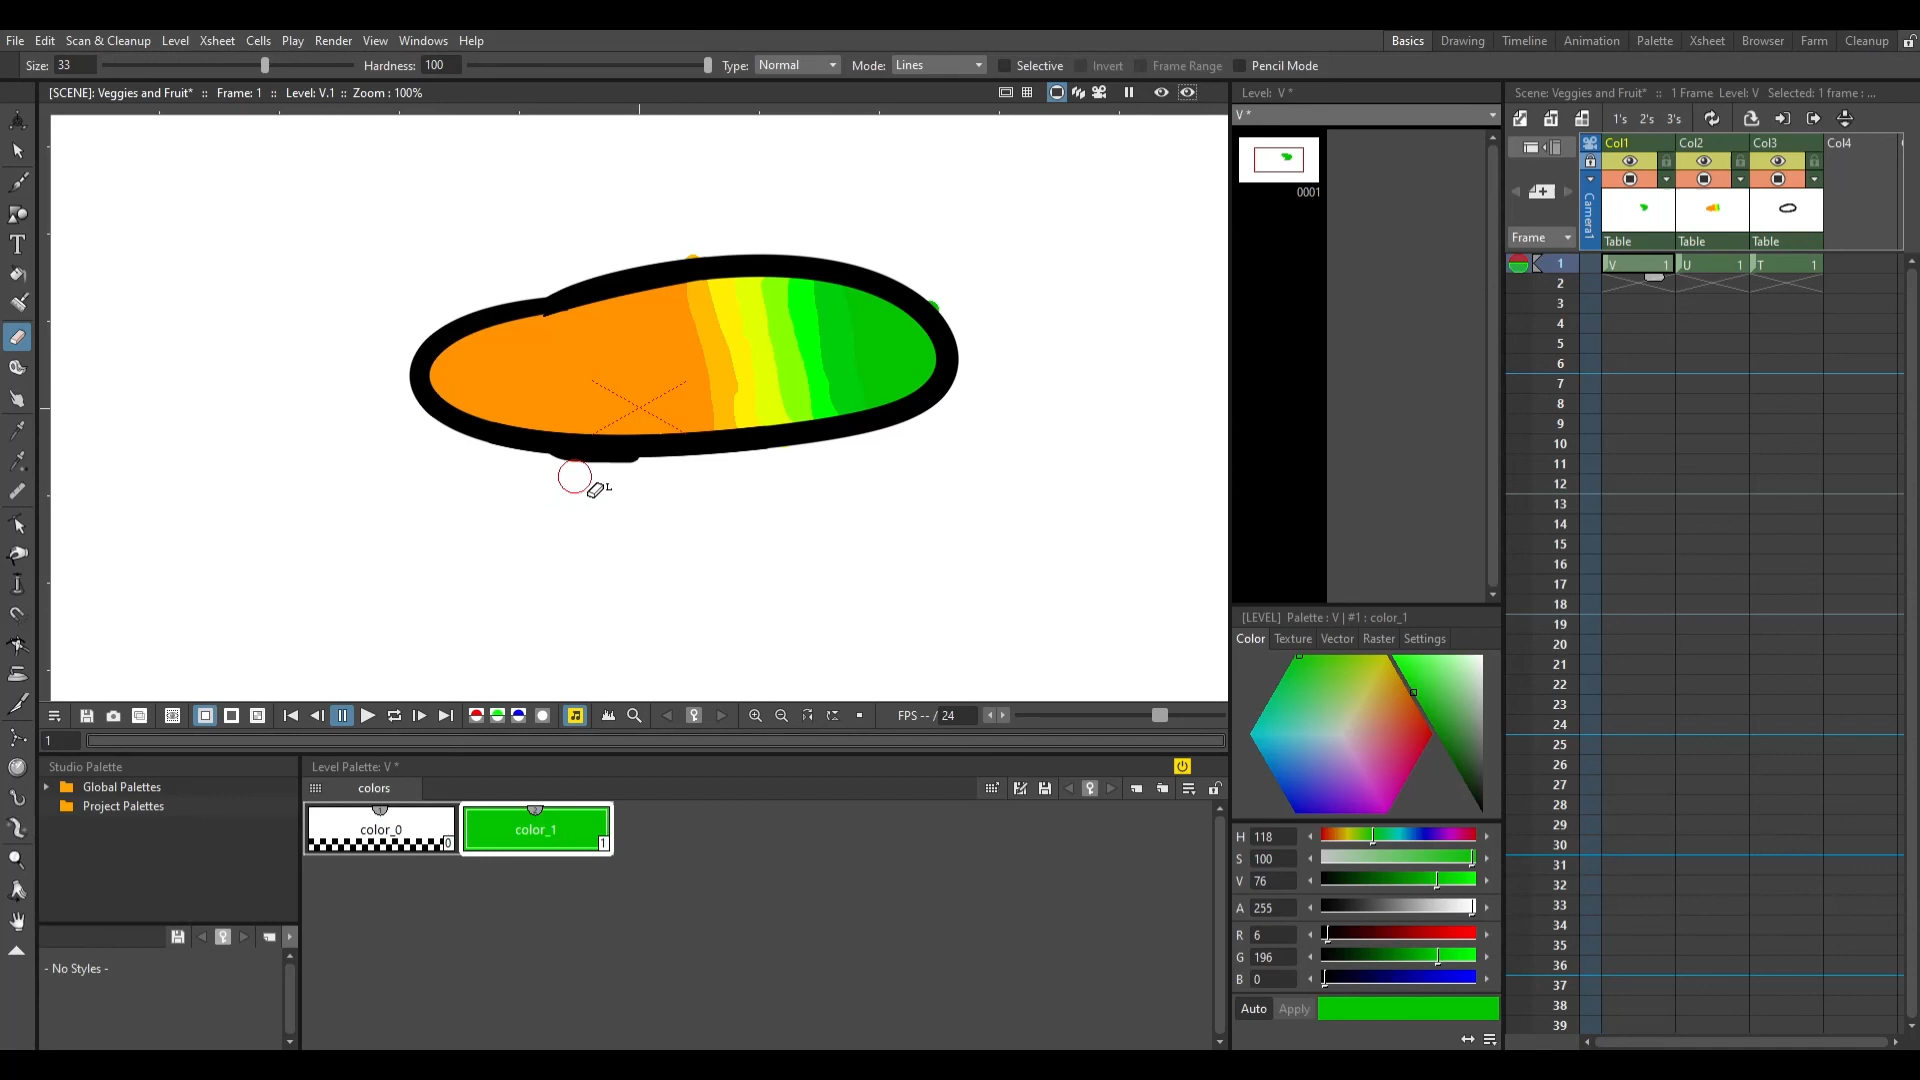 File Edit Scan & Cleanup Level Xsheet Cells Play Render View Windows Help
Basics Drawing Timeline Animation Palette Xsheet Browser Farm Cleanup
Size: 33 Hardness: 100 Type: Normal Mode: Lines Selective Invert Frame Range Pencil Mode
[SCENE]: Veggies and Fruit* :: Frame: 1 :: Level: V.1 :: Zoom : 100%
Level: V *
Scene: Veggies and Fruit* :: 1 Frame Level: V Selected: 1 frame : ...
V *
1's 2's 3's
Col1 Col2 Col3 Col4
0001
Camera1
Frame
Table Table Table
1 V 1 U 1 T 1
2
3
4
5
6
7
8
9
10
11
12
13
14
15
16
17
18
19
20
21
22
23
24
25
26
27
28
29
30
31
32
33
34
35
36
37
38
39
L
[LEVEL] Palette : V | #1 : color_1
Color Texture Vector Raster Settings
H 118
S 100
V 76
A 255
R 6
G 196
B 0
Auto Apply
FPS -- / 24
1
Studio Palette
Global Palettes
Project Palettes
- No Styles -
Level Palette: V *
colors
1 color_0 0
2 color_1 1